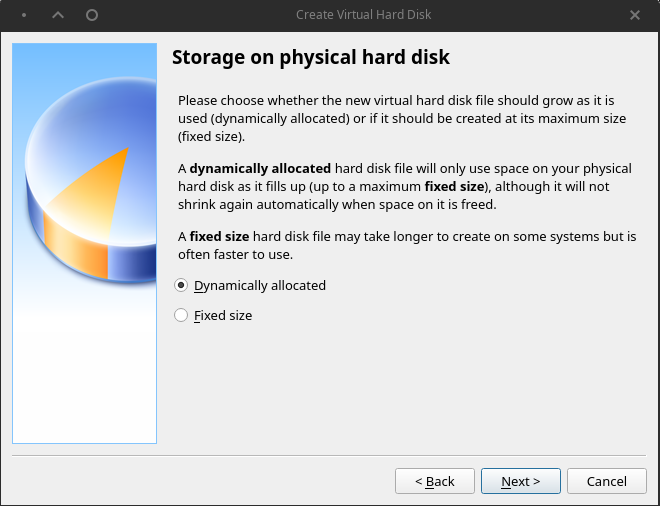 Create Virtual Hard Disk
Storage on physical hard disk
Please choose whether the new virtual hard disk file should grow as it is
used (dynamically allocated) or if it should be created at its maximum size
(fixed size).
A dynamically allocated hard disk file will only use space on your physical
hard disk as it fills up (up to a maximum fixed size), although it will not
shrink again automatically when space on it is freed.
A fixed size hard disk file may take longer to create on some systems but is
often faster to use.
Dynamically allocated
Fixed size
< Back
Next >
Cancel